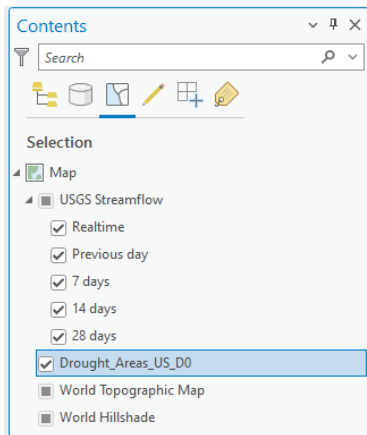 Contents
Search
Selection
Map
USGS Streamflow
Realtime
Previous day
7 days
14 days
28 days
Drought_Areas_US_D0
World Topographic Map
World Hillshade